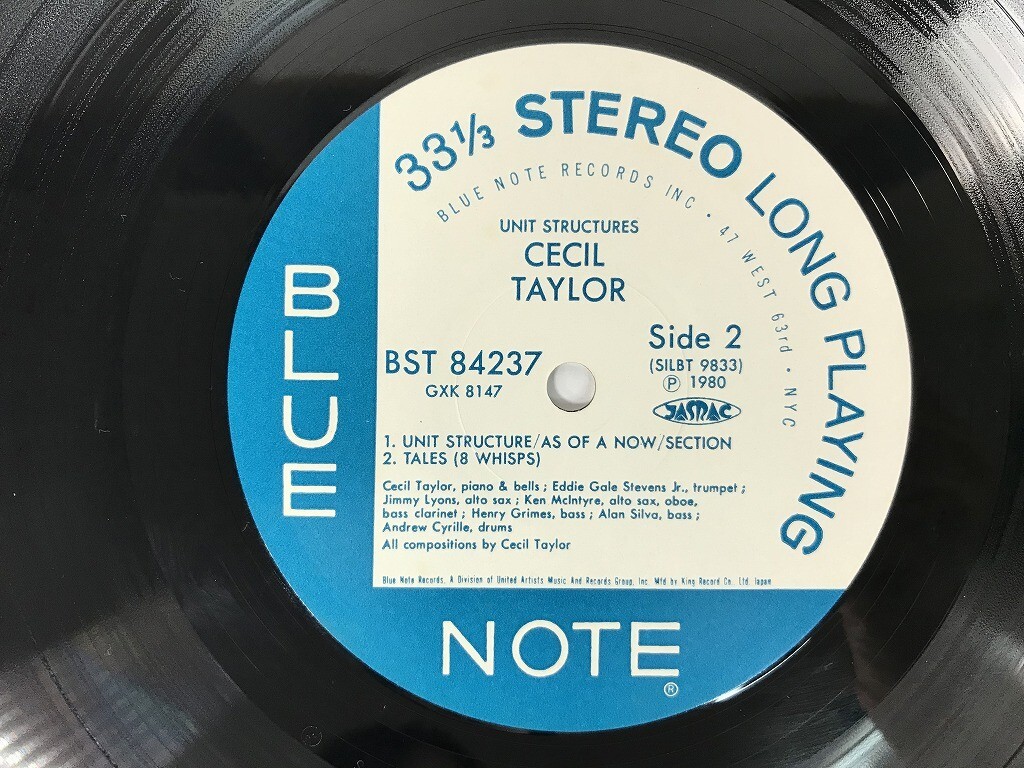 33⅓ STEREO LONG PLAYING
BLUE NOTE RECORDS INC • 47 WEST 63rd • NYC
UNIT STRUCTURES
CECIL
TAYLOR
Side 2
BST 84237
(SILBT 9833)
GXK 8147
Ⓟ 1980
JASRAC
1. UNIT STRUCTURE/AS OF A NOW/SECTION
2. TALES (8 WHISPS)
Cecil Taylor, piano & bells ; Eddie Gale Stevens Jr., trumpet ;
Jimmy Lyons, alto sax ; Ken McIntyre, alto sax, oboe,
bass clarinet ; Henry Grimes, bass ; Alan Silva, bass ;
Andrew Cyrille, drums
All compositions by Cecil Taylor
Blue Note Records, A Division of United Artists Music And Records Group, Inc. Mfd by King Record Co. Ltd. Japan
BLUE
NOTE®